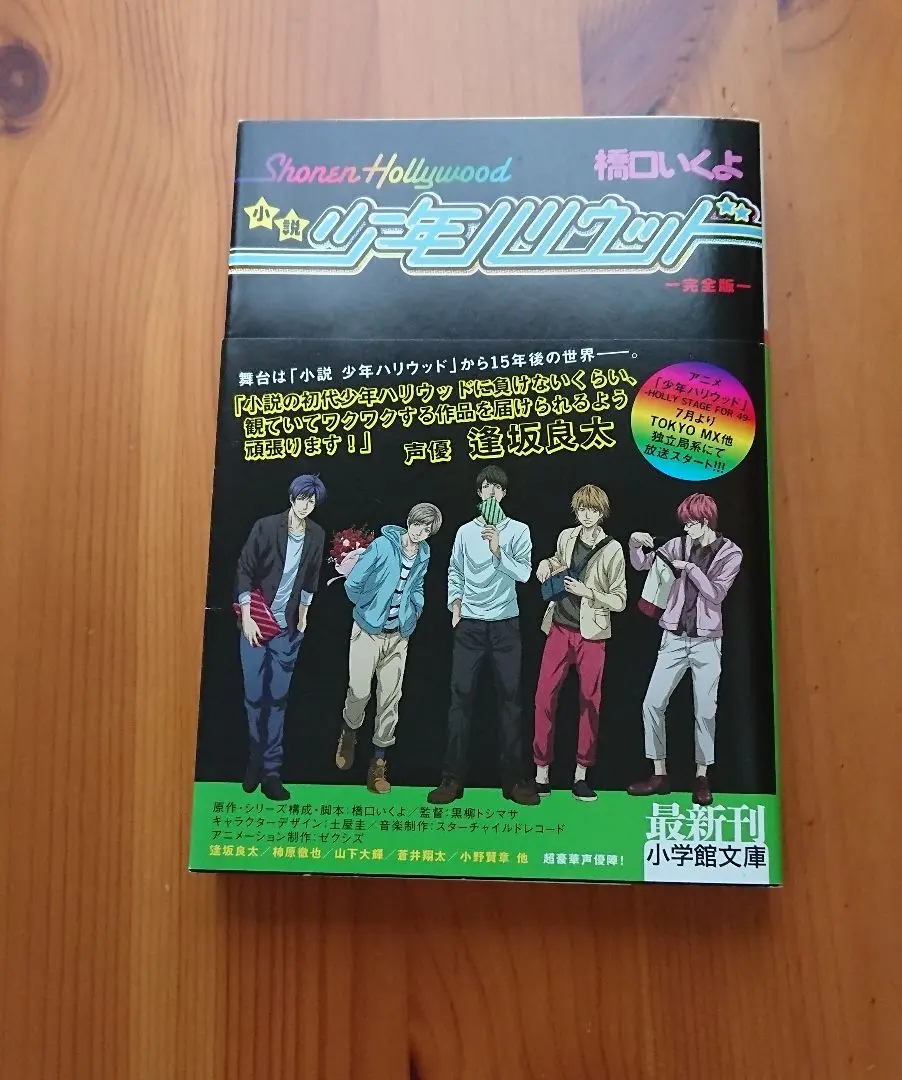 Shonen Hollywood
橋口いくよ
小説
少年ハリウッド
ー完全版ー
舞台は「小説 少年ハリウッド」から15年後の世界――。
「小説の初代少年ハリウッドに負けないくらい、
観ていてワクワクする作品を届けられるよう
頑張ります！」
声優 逢坂良太
アニメ
「少年ハリウッド」
-HOLLY STAGE FOR 49-
7月より
TOKYO MX他
独立局系にて
放送スタート!!!
原作・シリーズ構成・脚本：橋口いくよ／監督：黒柳トシマサ
キャラクターデザイン：土屋圭／音楽制作：スターチャイルドレコード
アニメーション制作：ゼクシズ
逢坂良太／柿原徹也／山下大輝／蒼井翔太／小野賢章 他 超豪華声優陣！
最新刊
小学館文庫